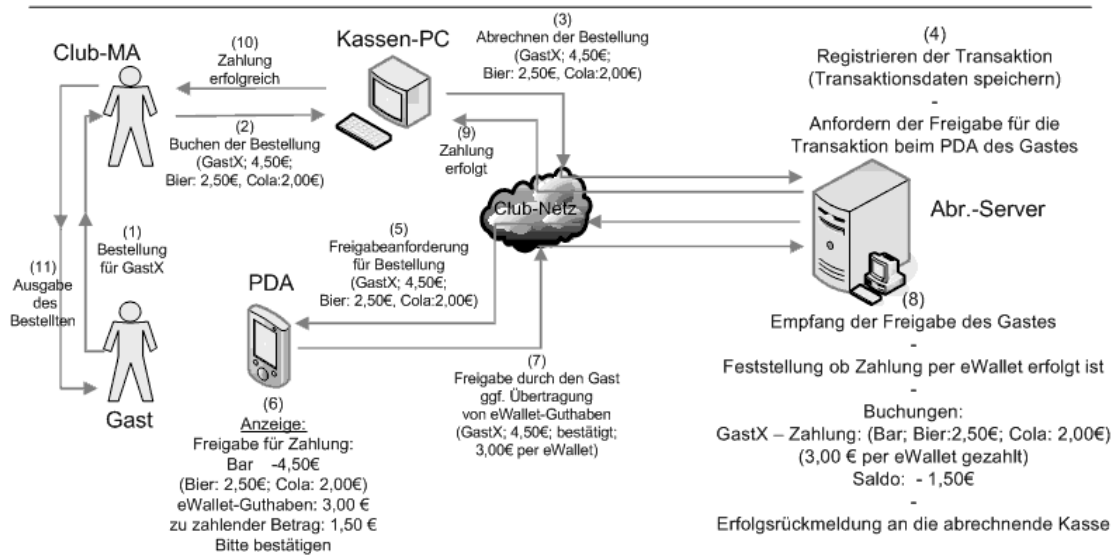 Club-MA
(10)
Zahlung
erfolgreich
Kassen-PC
(3)
Abrechnen der Bestellung
(GastX; 4,50€;
Bier: 2,50€, Cola:2,00€)
(4)
Registrieren der Transaktion
(Transaktionsdaten speichern)
-
Anfordern der Freigabe für die
Transaktion beim PDA des Gastes
(2)
Buchen der Bestellung
(GastX; 4,50€;
Bier: 2,50€, Cola:2,00€)
(9)
Zahlung
erfolgt
Club-Netz
Abr.-Server
(1)
Bestellung
für GastX
(11)
Ausgabe
des
Bestellten
Gast
PDA
(5)
Freigabeanforderung
für Bestellung
(GastX; 4,50€;
Bier: 2,50€, Cola:2,00€)
(6)
Anzeige:
Freigabe für Zahlung:
Bar -4,50€
(Bier: 2,50€; Cola: 2,00€)
eWallet-Guthaben: 3,00 €
zu zahlender Betrag: 1,50 €
Bitte bestätigen
(7)
Freigabe durch den Gast
ggf. Übertragung
von eWallet-Guthaben
(GastX; 4,50€; bestätigt;
3,00€ per eWallet)
(8)
Empfang der Freigabe des Gastes
-
Feststellung ob Zahlung per eWallet erfolgt ist
-
Buchungen:
GastX – Zahlung: (Bar; Bier:2,50€; Cola: 2,00€)
(3,00 € per eWallet gezahlt)
Saldo: - 1,50€
-
Erfolgsrückmeldung an die abrechnende Kasse